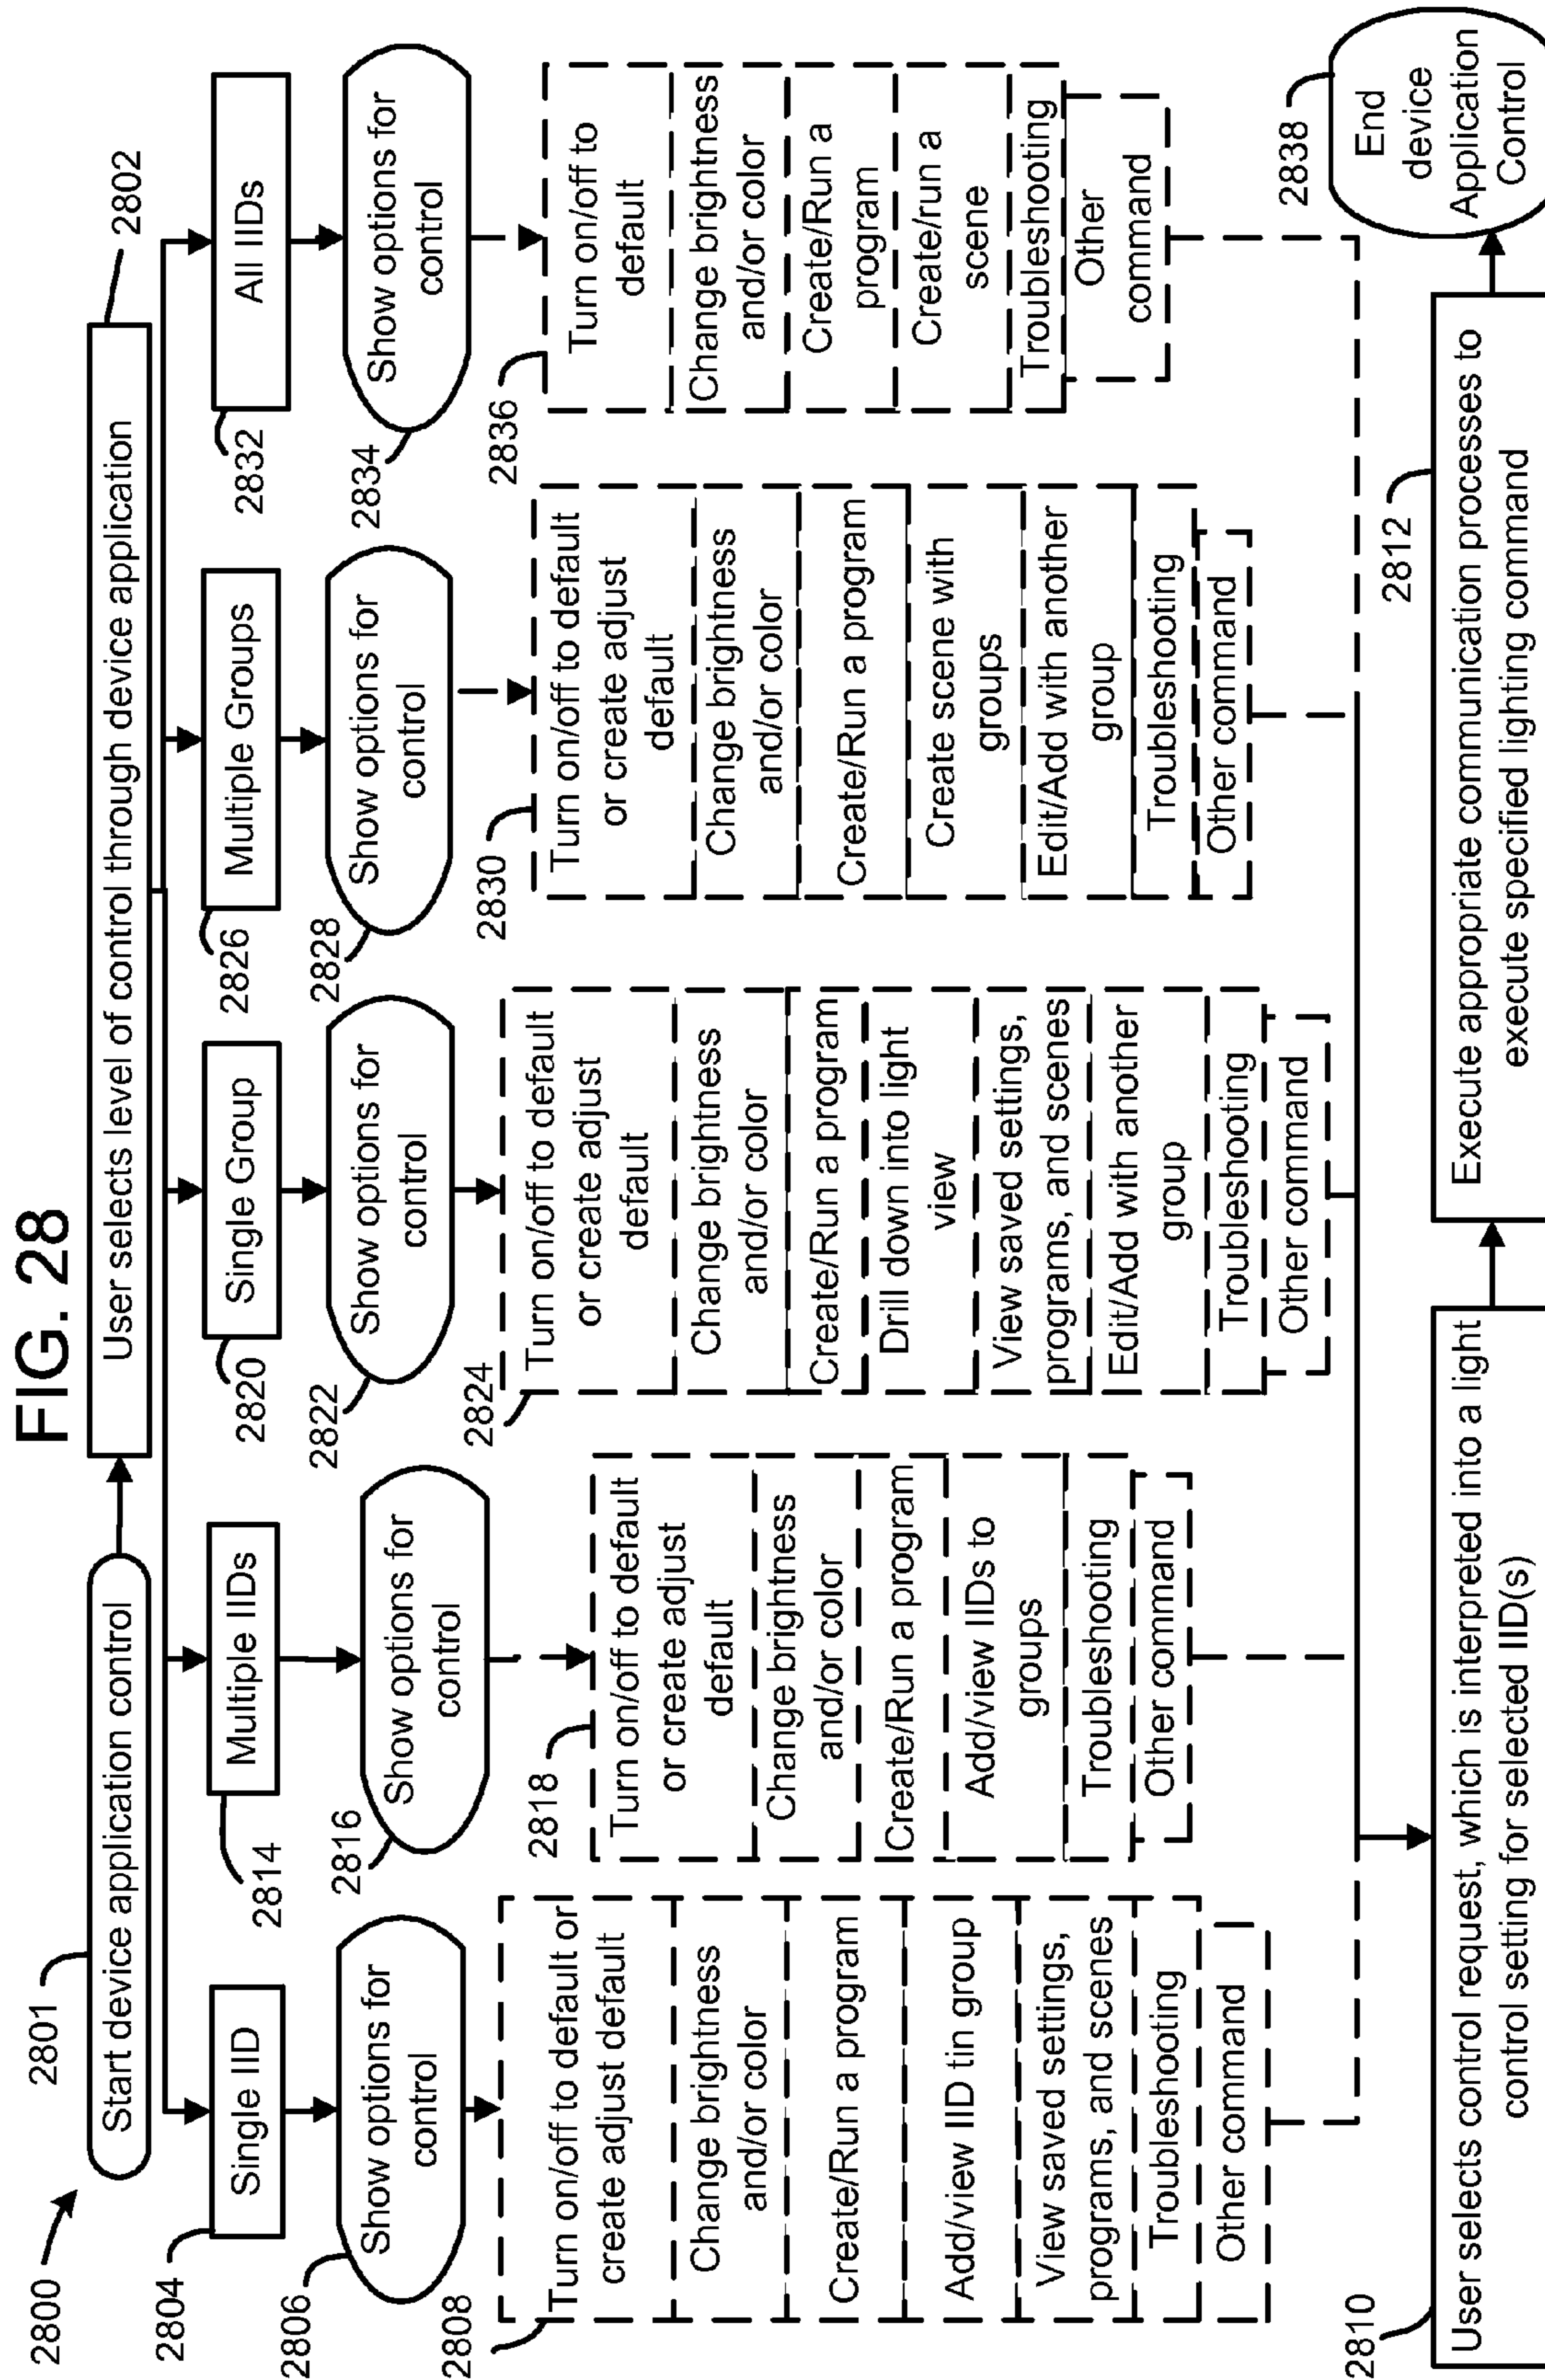 FIG. 28
2800
2801
Start device application control
User selects level of control through device application
2802
2804
Single IID
2806
Show options for
control
2808
Turn on/off to default or
create adjust default
Change brightness
and/or color
Create/Run a program
Add/view IID tin group
View saved settings,
programs, and scenes
Troubleshooting
Other command
2814
Multiple IIDs
2816
Show options for
control
2818
Turn on/off to default
or create adjust
default
Change brightness
and/or color
Create/Run a program
Add/view IIDs to
groups
Troubleshooting
Other command
2820
Single Group
2822
Show options for
control
2824
Turn on/off to default
or create adjust
default
Change brightness
and/or color
Create/Run a program
Drill down into light
view
View saved settings,
programs, and scenes
Edit/Add with another
group
Troubleshooting
Other command
2826
Multiple Groups
2828
Show options for
control
2830
Turn on/off to default
or create adjust
default
Change brightness
and/or color
Create/Run a program
Create scene with
groups
Edit/Add with another
group
Troubleshooting
Other command
2832
All IIDs
2834
Show options for
control
2836
Turn on/off to
default
Change brightness
and/or color
Create/Run a
program
Create/run a
scene
Troubleshooting
Other
command
2810
User selects control request, which is interpreted into a light
control setting for selected IID(s)
2812
Execute appropriate communication processes to
execute specified lighting command
2838
End
device
Application
Control